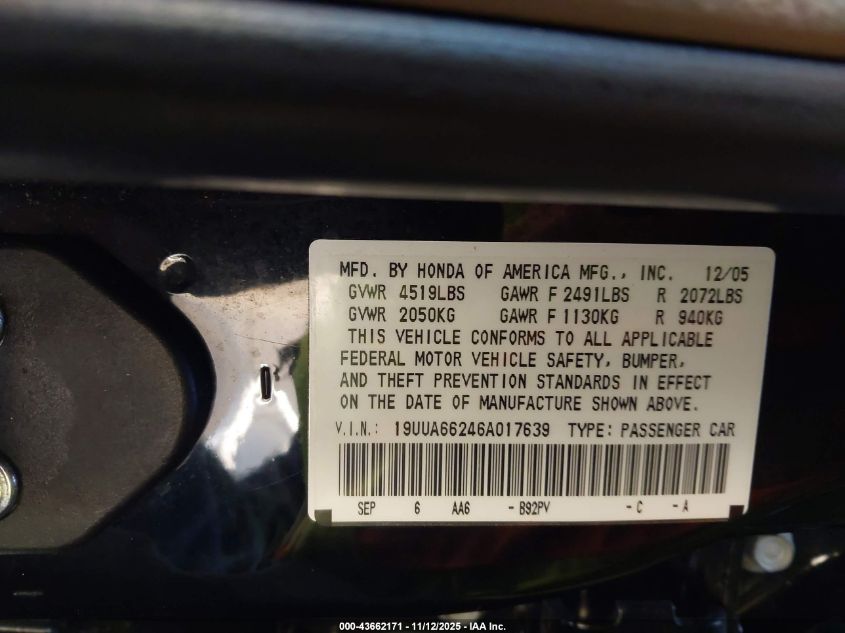 MFD. BY HONDA OF AMERICA MFG., INC. 12/05
GVWR 4519LBS GAWR F 2491LBS R 2072LBS
GVWR 2050KG GAWR F 1130KG R 940KG
THIS VEHICLE CONFORMS TO ALL APPLICABLE
FEDERAL MOTOR VEHICLE SAFETY, BUMPER,
AND THEFT PREVENTION STANDARDS IN EFFECT
ON THE DATE OF MANUFACTURE SHOWN ABOVE.
V.I.N.: 19UUA66246A017639 TYPE: PASSENGER CAR
SEP 6 AA6 - B92PV - C - A
000-43662171 - 11/12/2025 - IAA Inc.